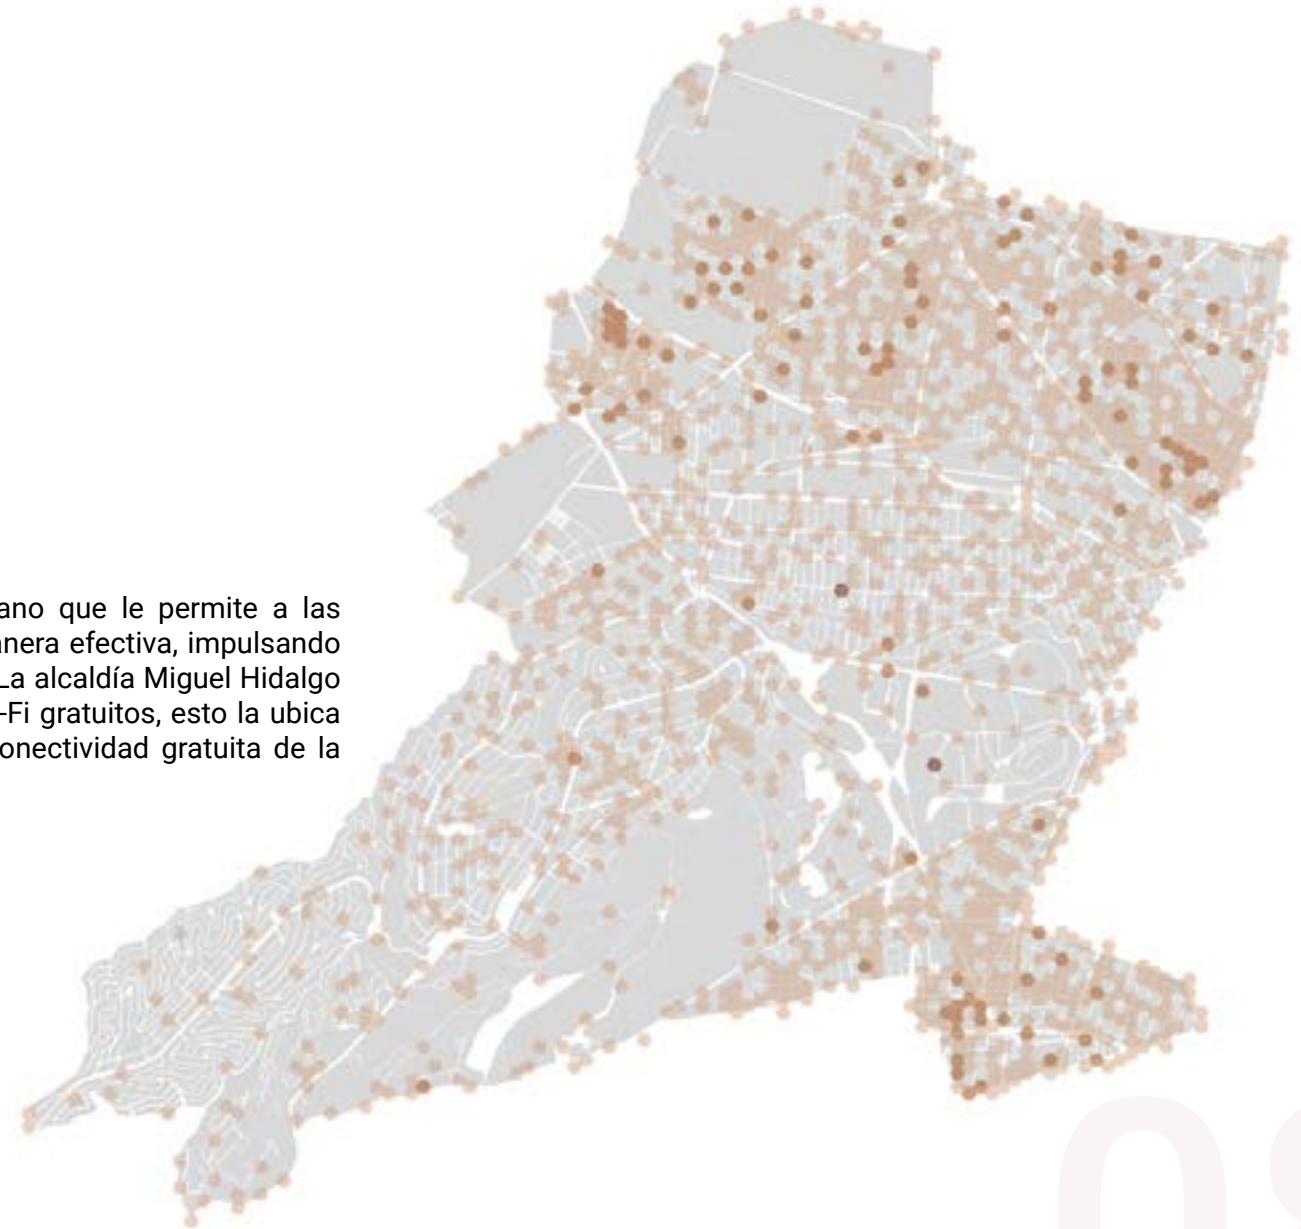 ano que le permite a las
nera efectiva, impulsando
La alcaldía Miguel Hidalgo
-Fi gratuitos, esto la ubica
onectividad gratuita de la